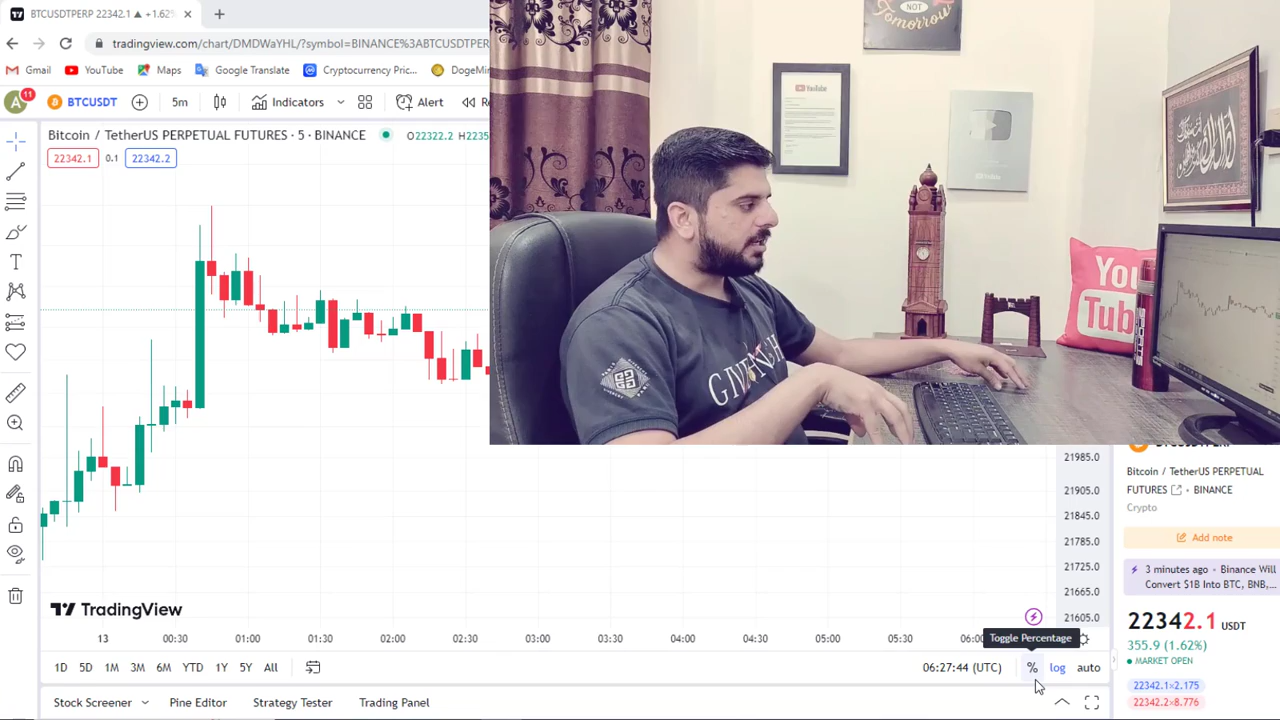 BTCUSDTPERP 22342.1 ▲ +1.62%
tradingview.com/chart/DMDWaYHL/?symbol=BINANCE%3ABTCUSDTPERP
Gmail
YouTube
Maps
Google Translate
Cryptocurrency Pric...
DogeMin
A
11
BTCUSDT
5m
Indicators
Alert
Bitcoin / TetherUS PERPETUAL FUTURES · 5 · BINANCE
O22322.2
22342.1
0.1
22342.2
NOT
Tomorrow
YouTube
You
Tube
GIVENCHY
21985.0
21905.0
21845.0
21785.0
21725.0
21665.0
21605.0
Bitcoin / TetherUS PERPETUAL
FUTURES · BINANCE
Crypto
Add note
3 minutes ago · Binance Will
Convert $1B Into BTC, BNB,...
22342.1 USDT
355.9 (1.62%)
MARKET OPEN
22342.1×2.175
22342.2×8.776
TradingView
13
00:30
01:00
01:30
02:00
02:30
03:00
03:30
04:00
04:30
05:00
05:30
Toggle Percentage
1D
5D
1M
3M
6M
YTD
1Y
5Y
All
06:27:44 (UTC)
%
log
auto
Stock Screener
Pine Editor
Strategy Tester
Trading Panel